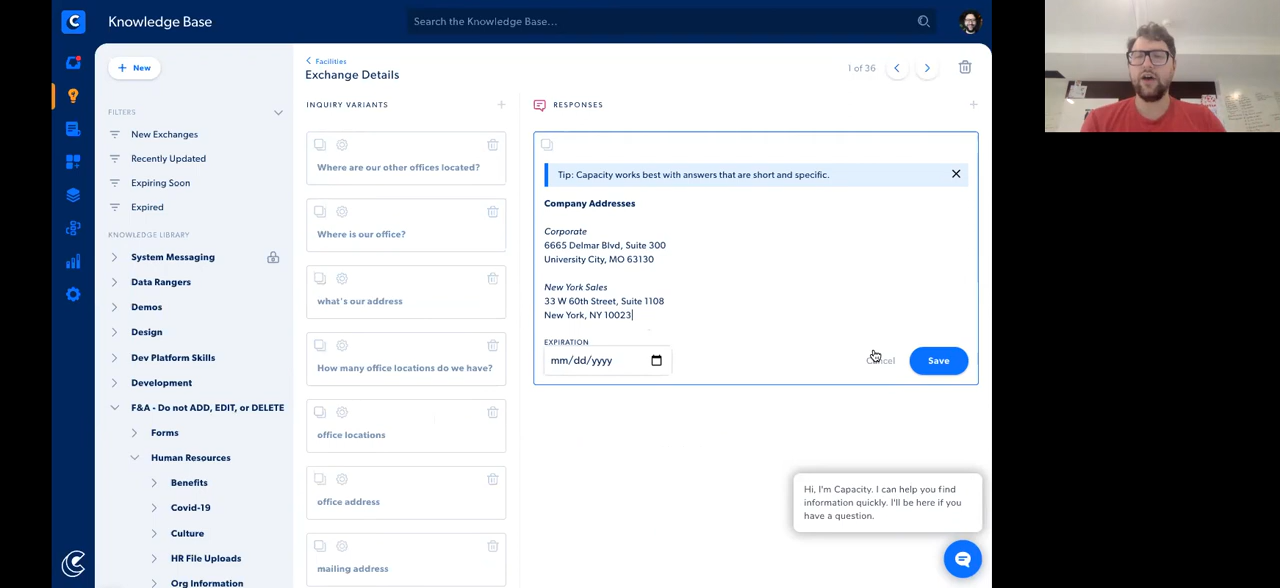 Knowledge Base
Search the Knowledge Base...
+ New
FILTERS
New Exchanges
Recently Updated
Expiring Soon
Expired
KNOWLEDGE LIBRARY
System Messaging
Data Rangers
Demos
Design
Dev Platform Skills
Development
F&A - Do not ADD, EDIT, or DELETE
Forms
Human Resources
Benefits
Covid-19
Culture
HR File Uploads
Org Information
Facilities
Exchange Details
1 of 36
INQUIRY VARIANTS
Where are our other offices located?
Where is our office?
what's our address
How many office locations do we have?
office locations
office address
mailing address
RESPONSES
Tip: Capacity works best with answers that are short and specific.
Company Addresses
Corporate
6665 Delmar Blvd, Suite 300
University City, MO 63130
New York Sales
33 W 60th Street, Suite 1108
New York, NY 10023
EXPIRATION
mm/dd/yyyy
Cancel
Save
Hi, I'm Capacity. I can help you find
information quickly. I'll be here if you
have a question.